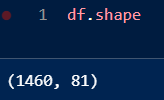 1 df.shape
(1460, 81)